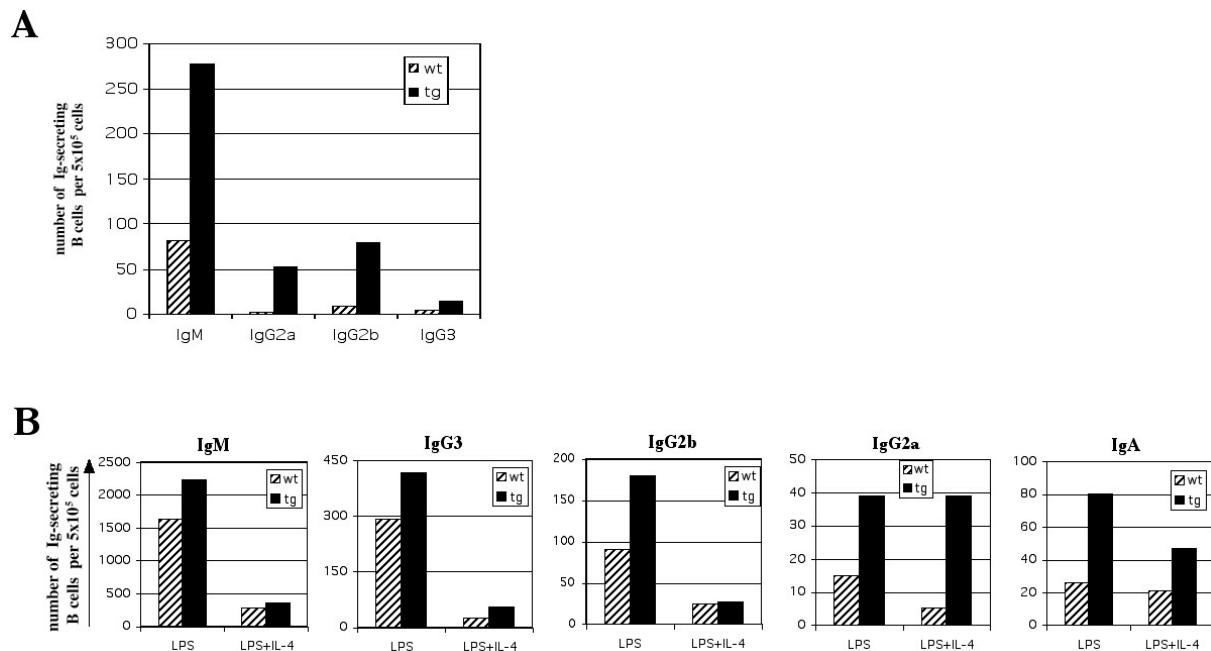 A
number of Ig-secreting
B cells per 5x10⁵ cells
300
250
200
150
100
50
0
wt
tg
IgM IgG2a IgG2b IgG3
B
number of Ig-secreting
B cells per 5x10⁵ cells
IgM
2500
2000
1500
1000
500
0
wt
tg
LPS LPS+IL-4
IgG3
450
300
150
0
wt
tg
LPS LPS+IL-4
IgG2b
200
150
100
50
0
wt
tg
LPS LPS+IL-4
IgG2a
50
40
30
20
10
0
wt
tg
LPS LPS+IL-4
IgA
100
80
60
40
20
0
wt
tg
LPS LPS+IL-4